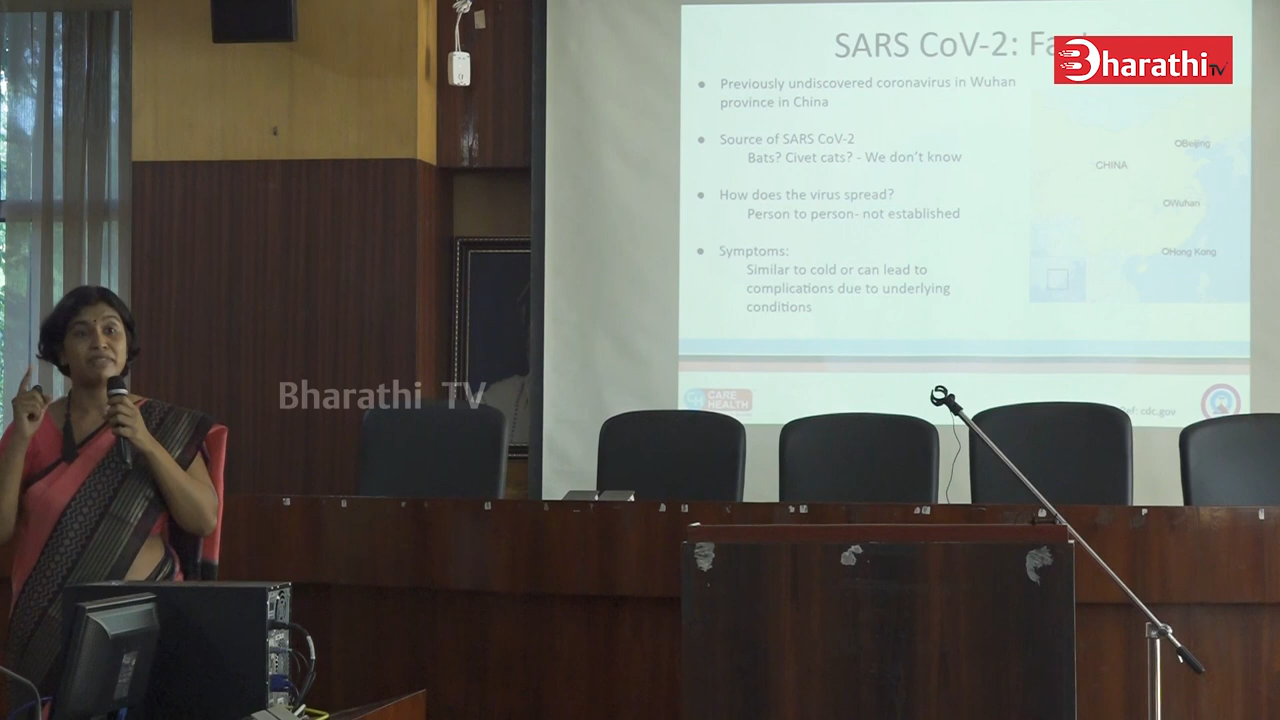 SARS CoV-2: Fa
Bharathi TV
● Previously undiscovered coronavirus in Wuhan
province in China
● Source of SARS CoV-2
Bats? Civet cats? - We don't know
● How does the virus spread?
Person to person- not established
● Symptoms:
Similar to cold or can lead to
complications due to underlying
conditions
OBeijing
CHINA
OWuhan
OHong Kong
Bharathi TV
CARE
HEALTH
Ref: cdc.gov